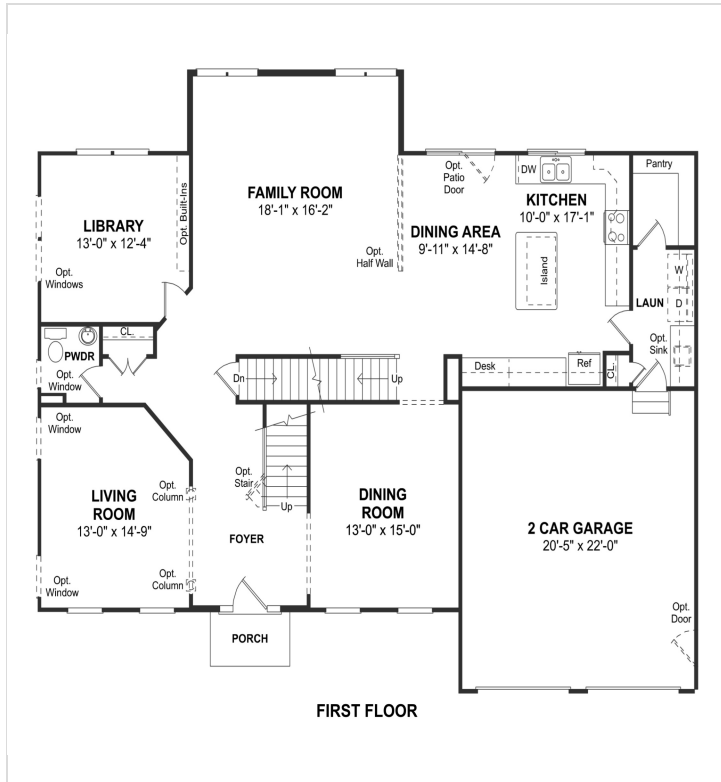 FAMILY ROOM
18'-1" x 16'-2"
Opt. Built-Ins
LIBRARY
13'-0" x 12'-4"
Opt.
Windows
Opt.
Half Wall
Opt.
Patio
Door
DINING AREA
9'-11" x 14'-8"
DW
KITCHEN
10'-0" x 17'-1"
Island
Pantry
W
D
LAUN
Opt.
Sink
CL.
PWDR
Opt.
Window
Dn
Up
Desk
Ref
CL.
Opt.
Window
LIVING
ROOM
13'-0" x 14'-9"
Opt.
Column
Opt.
Column
Opt.
Window
Opt.
Stair
Up
FOYER
DINING
ROOM
13'-0" x 15'-0"
2 CAR GARAGE
20'-5" x 22'-0"
Opt.
Door
PORCH
FIRST FLOOR